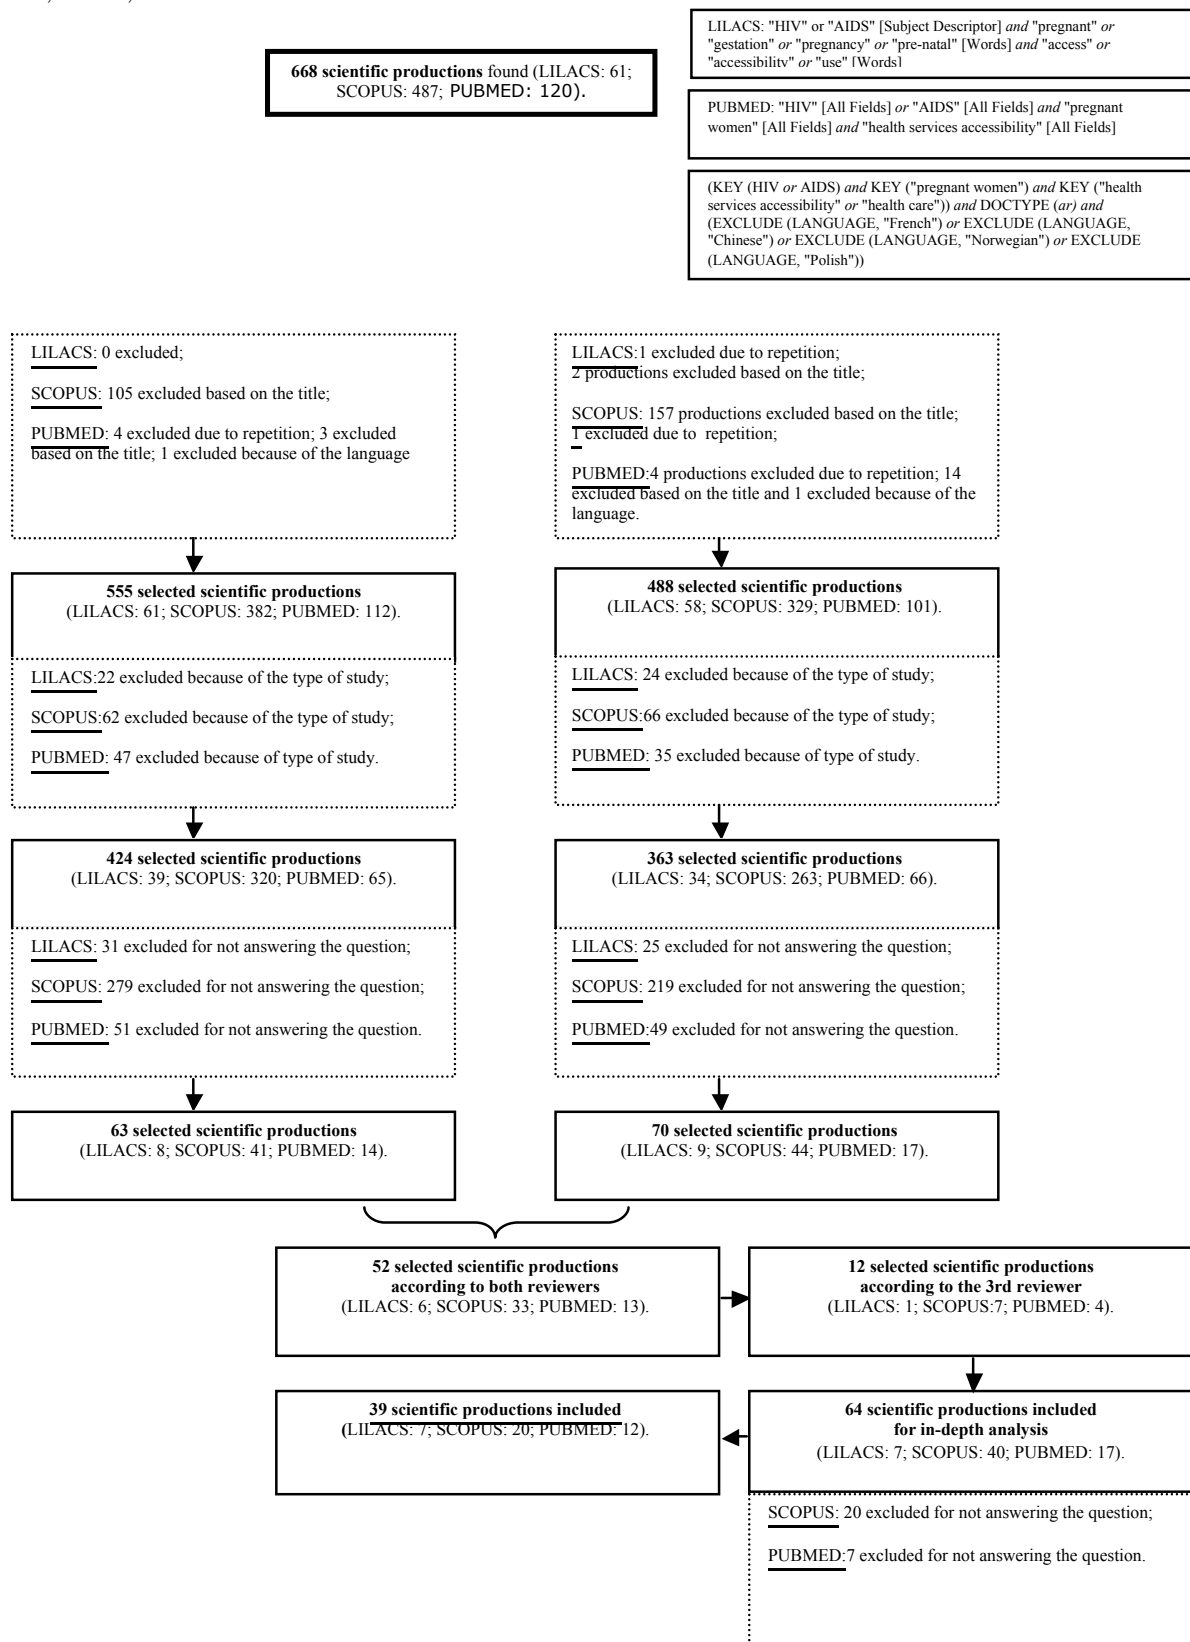 668 scientific productions found (LILACS: 61;
SCOPUS: 487; PUBMED: 120).
LILACS: "HIV" or "AIDS" [Subject Descriptor] and "pregnant" or
"gestation" or "pregnancy" or "pre-natal" [Words] and "access" or
"accessibility" or "use" [Words]
PUBMED: "HIV" [All Fields] or "AIDS" [All Fields] and "pregnant
women" [All Fields] and "health services accessibility" [All Fields]
(KEY (HIV or AIDS) and KEY ("pregnant women") and KEY ("health
services accessibility" or "health care")) and DOCTYPE (ar) and
(EXCLUDE (LANGUAGE, "French") or EXCLUDE (LANGUAGE,
"Chinese") or EXCLUDE (LANGUAGE, "Norwegian") or EXCLUDE
(LANGUAGE, "Polish"))
LILACS: 0 excluded;
SCOPUS: 105 excluded based on the title;
PUBMED: 4 excluded due to repetition; 3 excluded
based on the title; 1 excluded because of the language
LILACS:1 excluded due to repetition;
2 productions excluded based on the title;
SCOPUS: 157 productions excluded based on the title;
1 excluded due to repetition;
PUBMED:4 productions excluded due to repetition; 14
excluded based on the title and 1 excluded because of the
language.
555 selected scientific productions
(LILACS: 61; SCOPUS: 382; PUBMED: 112).
488 selected scientific productions
(LILACS: 58; SCOPUS: 329; PUBMED: 101).
LILACS:22 excluded because of the type of study;
SCOPUS:62 excluded because of the type of study;
PUBMED: 47 excluded because of type of study.
LILACS: 24 excluded because of the type of study;
SCOPUS:66 excluded because of the type of study;
PUBMED: 35 excluded because of type of study.
424 selected scientific productions
(LILACS: 39; SCOPUS: 320; PUBMED: 65).
363 selected scientific productions
(LILACS: 34; SCOPUS: 263; PUBMED: 66).
LILACS: 31 excluded for not answering the question;
SCOPUS: 279 excluded for not answering the question;
PUBMED: 51 excluded for not answering the question.
LILACS: 25 excluded for not answering the question;
SCOPUS: 219 excluded for not answering the question;
PUBMED:49 excluded for not answering the question.
63 selected scientific productions
(LILACS: 8; SCOPUS: 41; PUBMED: 14).
70 selected scientific productions
(LILACS: 9; SCOPUS: 44; PUBMED: 17).
52 selected scientific productions
according to both reviewers
(LILACS: 6; SCOPUS: 33; PUBMED: 13).
12 selected scientific productions
according to the 3rd reviewer
(LILACS: 1; SCOPUS:7; PUBMED: 4).
39 scientific productions included
(LILACS: 7; SCOPUS: 20; PUBMED: 12).
64 scientific productions included
for in-depth analysis
(LILACS: 7; SCOPUS: 40; PUBMED: 17).
SCOPUS: 20 excluded for not answering the question;
PUBMED:7 excluded for not answering the question.